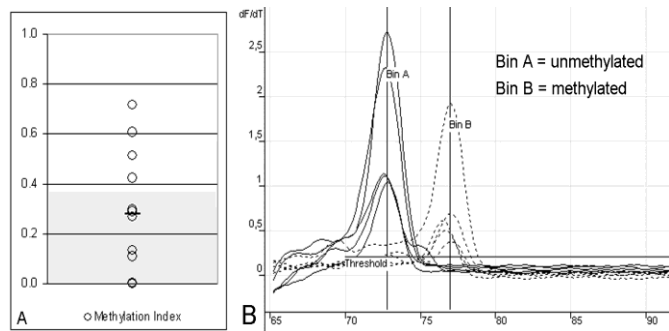 1.0
0.8
0.6
0.4
0.2
0.0
A
Methylation Index
dF/dT
2,5
2
1,5
1
0,5
0
Bin A
Bin B
Threshold
Bin A = unmethylated
Bin B = methylated
B
65
70
75
80
85
90